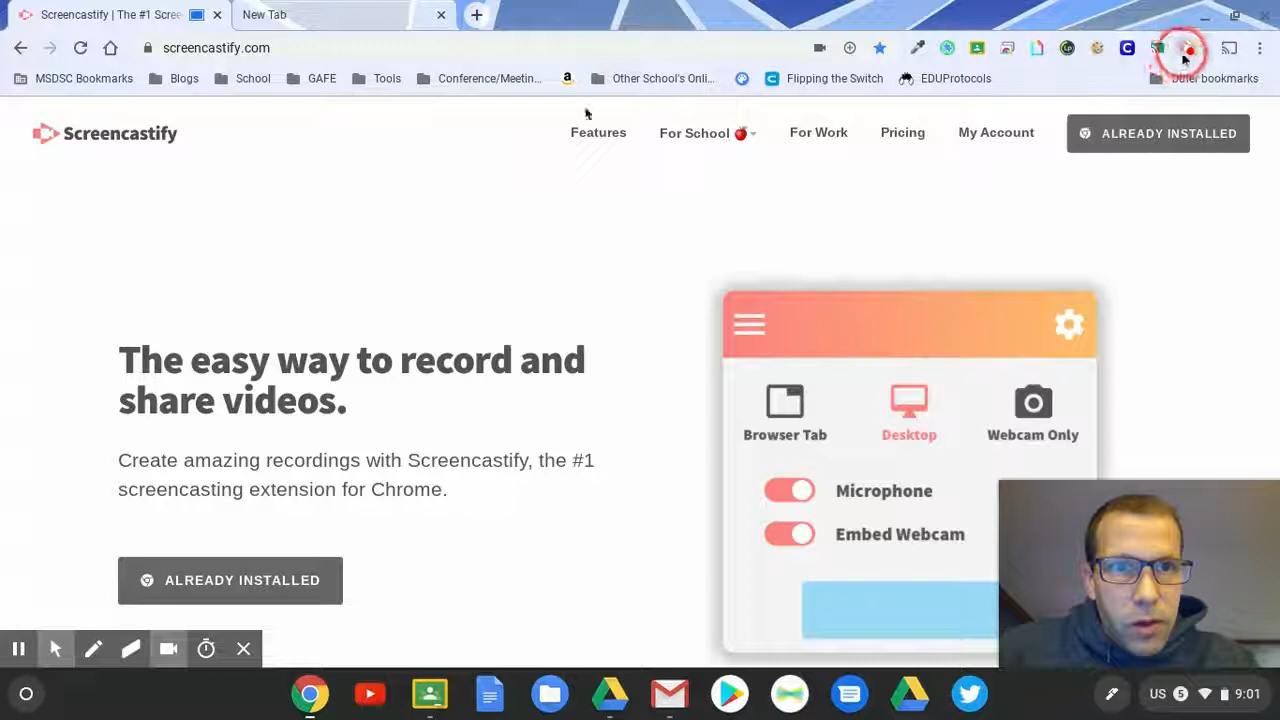 Screencastify | The #1 Scree
New Tab
screencastify.com
MSDSC Bookmarks
Blogs
School
GAFE
Tools
Conference/Meetin...
Other School's Onli...
Flipping the Switch
EDUProtocols
Other bookmarks
Screencastify
Features
For School
For Work
Pricing
My Account
ALREADY INSTALLED
The easy way to record and
share videos.
Create amazing recordings with Screencastify, the #1
screencasting extension for Chrome.
ALREADY INSTALLED
Browser Tab
Desktop
Webcam Only
Microphone
Embed Webcam
US 5 9:01